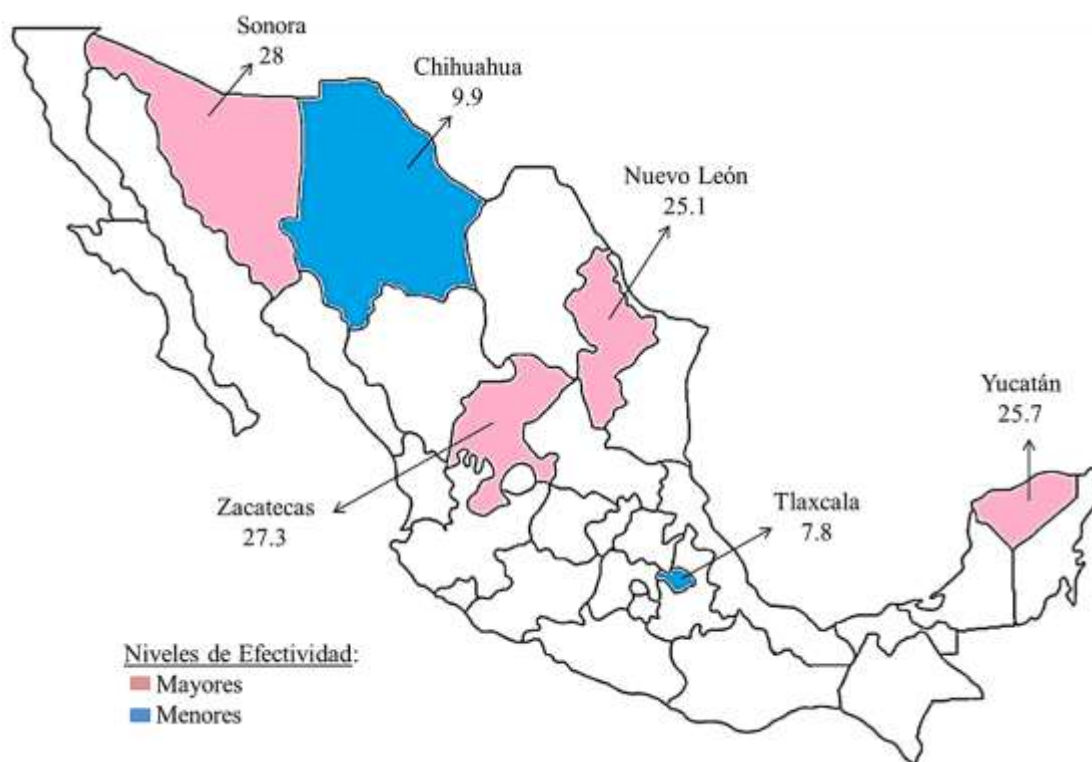 Sonora
28
Chihuahua
9.9
Nuevo León
25.1
Yucatán
25.7
Zacatecas
27.3
Tlaxcala
7.8
Niveles de Efectividad:
Mayores
Menores